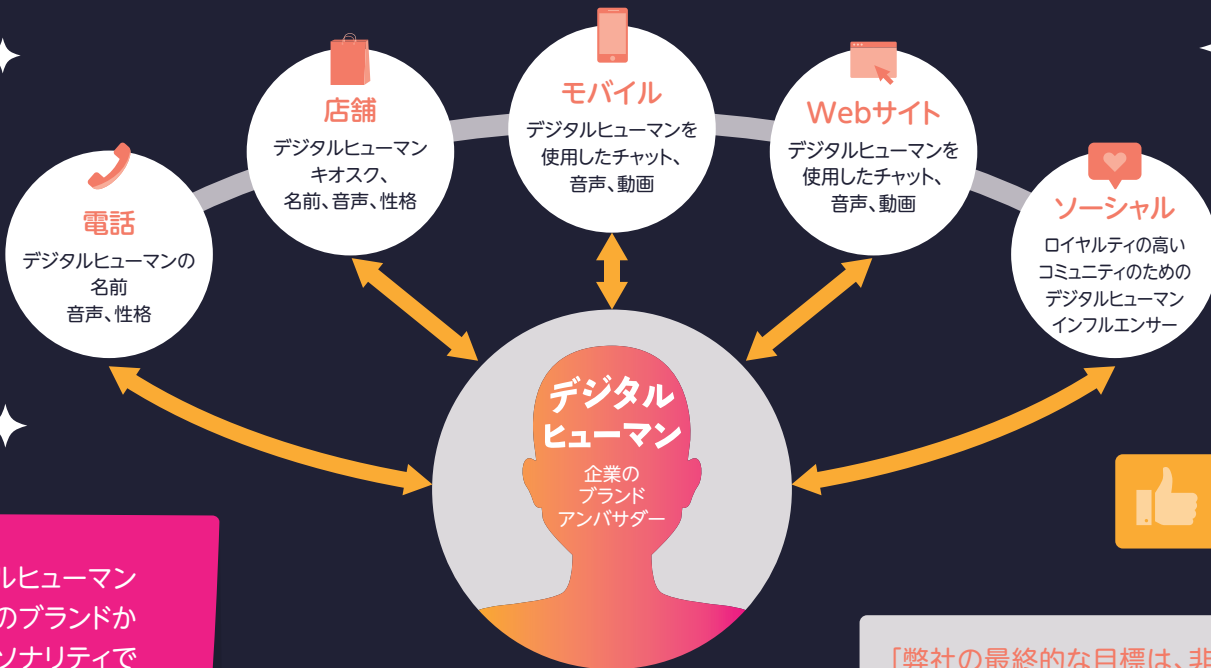 電話
デジタルヒューマンの
名前
音声、性格
店舗
デジタルヒューマン
キオスク、
名前、音声、性格
モバイル
デジタルヒューマンを
使用したチャット、
音声、動画
Webサイト
デジタルヒューマンを
使用したチャット、
音声、動画
ソーシャル
ロイヤルティの高い
コミュニティのための
デジタルヒューマン
インフルエンサー
デジタル
ヒューマン
企業の
ブランド
アンバサダー
ルヒューマン
のブランドか
ソナリティで
「弊社の最終的な目標は、非